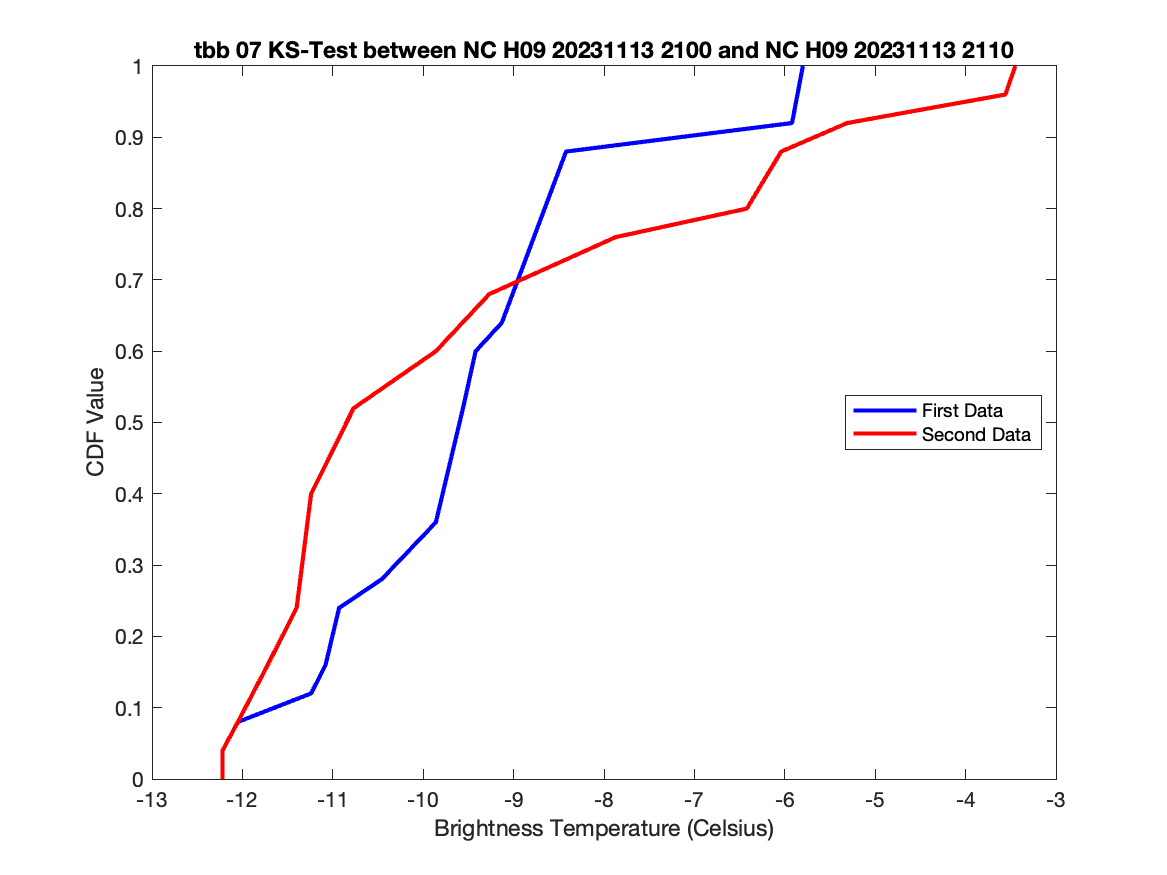 tbb 07 KS-Test between NC H09 20231113 2100 and NC H09 20231113 2110
1
0.9
0.8
0.7
0.6
0.5
0.4
0.3
0.2
0.1
0
CDF Value
First Data
Second Data
-13 -12 -11 -10 -9 -8 -7 -6 -5 -4 -3
Brightness Temperature (Celsius)